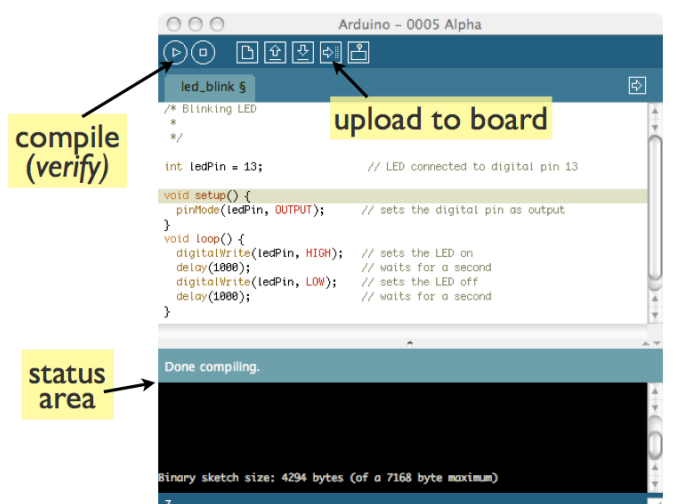 Arduino – 0005 Alpha
led_blink §
upload to board
compile
(verify)
/* Blinking LED
*
*/
int ledPin = 13; // LED connected to digital pin 13
void setup() {
pinMode(ledPin, OUTPUT); // sets the digital pin as output
}
void loop() {
digitalWrite(ledPin, HIGH); // sets the LED on
delay(1000); // waits for a second
digitalWrite(ledPin, LOW); // sets the LED off
delay(1000); // waits for a second
}
status
area
Done compiling.
Binary sketch size: 4294 bytes (of a 7168 byte maximum)